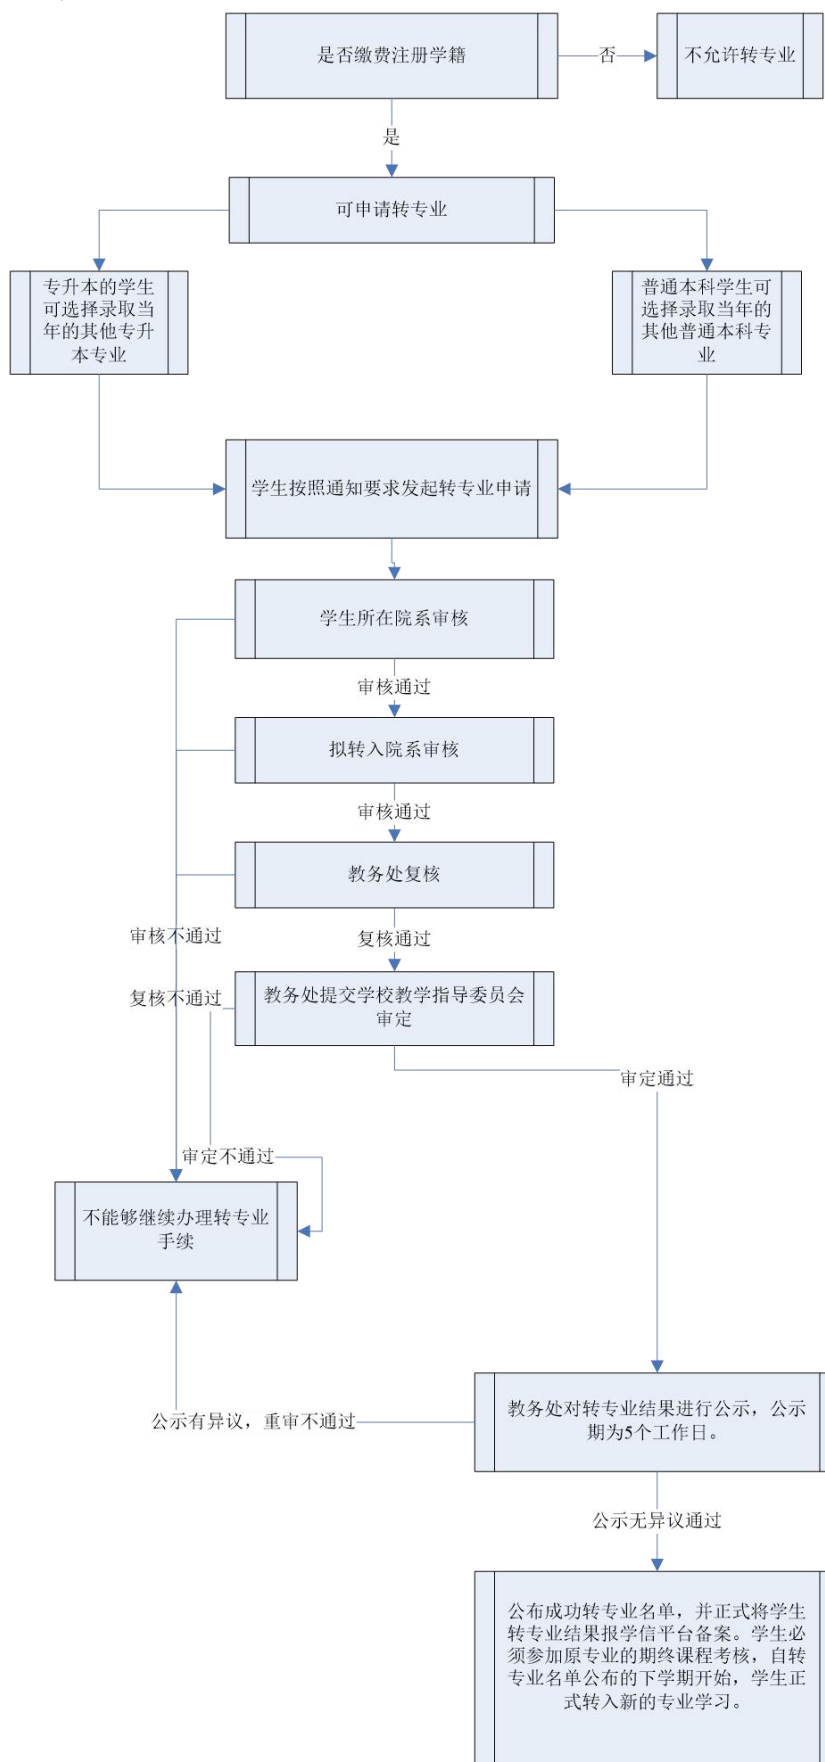 是否缴费注册学籍
否
不允许转专业
是
可申请转专业
专升本的学生
可选择录取当
年的其他专升
本专业
普通本科学生可
选择录取当年的
其他普通本科专
业
学生按照通知要求发起转专业申请
学生所在院系审核
审核通过
拟转入院系审核
审核通过
教务处复核
审核不通过
复核通过
复核不通过
教务处提交学校教学指导委员会
审定
审定通过
审定不通过
不能够继续办理转专业
手续
教务处对转专业结果进行公示，公示
期为5个工作日。
公示有异议，重审不通过
公示无异议通过
公布成功转专业名单，并正式将学生
转专业结果报学信平台备案。学生必
须参加原专业的期终课程考核，自转
专业名单公布的下学期开始，学生正
式转入新的专业学习。